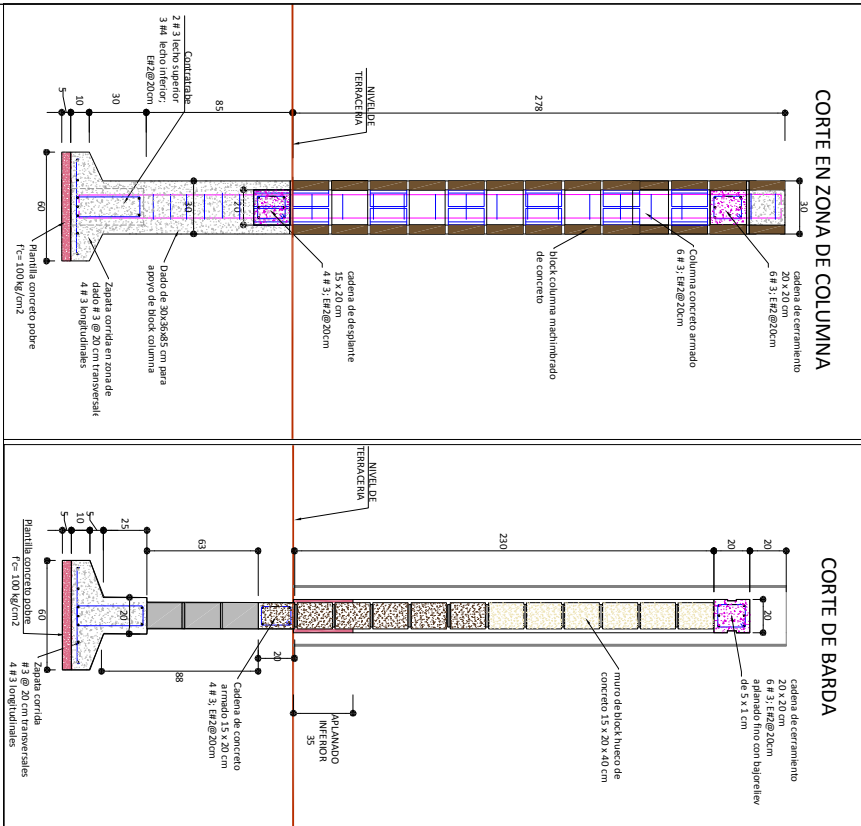 CORTE EN ZONA DE COLUMNA
278
NIVEL DE
TERRACERIA
85
30
10
5
60
30
20
30
Contratrabe
2 # 3 lecho superior
3 #4 lecho inferior;
E#2@20cm
cadena de cerramiento
20 x 20 cm
6 # 3; E#2@20cm
Columna concreto armado
6 # 3; E#2@20cm
block columna machimbrado
de concreto
cadena de desplante
15 x 20 cm
4 # 3; E#2@20cm
Dado de 30x36x85 cm para
apoyo de block columna
Zapata corrida en zona de
dado # 3 @ 20 cm transversale
4 # 3 longitudinales
Plantilla concreto pobre
f'c= 100 kg/cm2
CORTE DE BARDA
20
20
230
NIVEL DE
TERRACERIA
63
25
5
10
5
60
20
20
88
20
cadena de cerramiento
20 x 20 cm
6 # 3; E#2@20cm
aplanado fino con bajoreliev
de 5 x 1 cm
muro de block hueco de
concreto 15 x 20 x 40 cm
APLANADO
INFERIOR
35
Cadena de concreto
armado 15 x 20 cm
4 # 3; E#2@20cm
Zapata corrida
# 3 @ 20 cm transversales
4 # 3 longitudinales
Plantilla concreto pobre
f'c= 100 kg/cm2